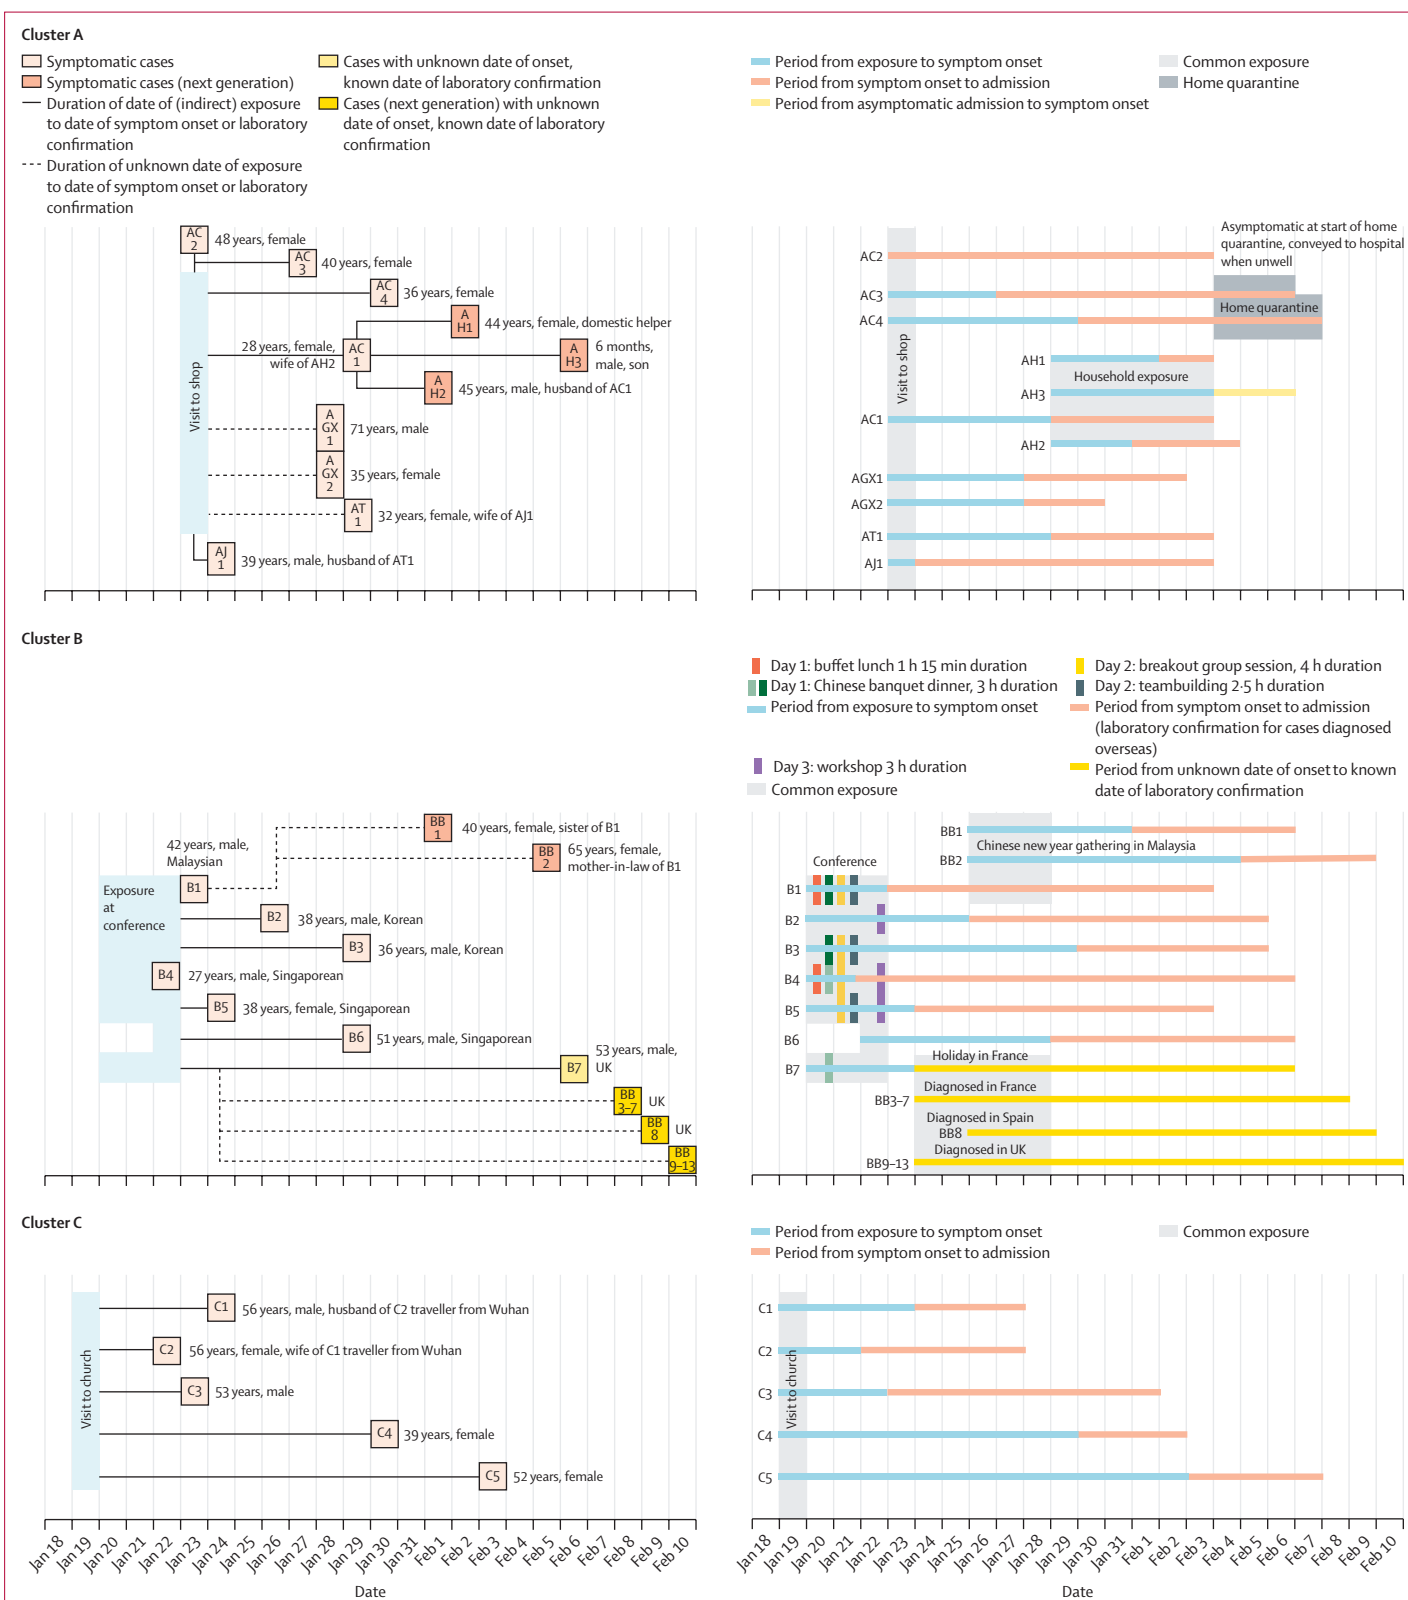 Cluster A
Symptomatic cases
Symptomatic cases (next generation)
Duration of date of (indirect) exposure
to date of symptom onset or laboratory
confirmation
Duration of unknown date of exposure
to date of symptom onset or laboratory
confirmation
Cases with unknown date of onset,
known date of laboratory confirmation
Cases (next generation) with unknown
date of onset, known date of laboratory
confirmation
Period from exposure to symptom onset
Period from symptom onset to admission
Period from asymptomatic admission to symptom onset
Common exposure
Home quarantine
Visit to shop
AC
2
48 years, female
AC
3
40 years, female
AC
4
36 years, female
A
H1
44 years, female, domestic helper
28 years, female,
wife of AH2
AC
1
A
H3
6 months,
male, son
A
H2
45 years, male, husband of AC1
A
GX
1
71 years, male
A
GX
2
35 years, female
AT
1
32 years, female, wife of AJ1
AJ
1
39 years, male, husband of AT1
Asymptomatic at start of home
quarantine, conveyed to hospital
when unwell
AC2
AC3
Home quarantine
AC4
Visit to shop
AH1
Household exposure
AH3
AC1
AH2
AGX1
AGX2
AT1
AJ1
Cluster B
Day 1: buffet lunch 1 h 15 min duration
Day 1: Chinese banquet dinner, 3 h duration
Period from exposure to symptom onset
Day 3: workshop 3 h duration
Common exposure
Day 2: breakout group session, 4 h duration
Day 2: teambuilding 2·5 h duration
Period from symptom onset to admission
(laboratory confirmation for cases diagnosed
overseas)
Period from unknown date of onset to known
date of laboratory confirmation
BB
1
40 years, female, sister of B1
BB
2
65 years, female,
mother-in-law of B1
42 years, male,
Malaysian
Exposure
at
conference
B1
B2
38 years, male, Korean
B3
36 years, male, Korean
B4
27 years, male, Singaporean
B5
38 years, female, Singaporean
B6
51 years, male, Singaporean
B7
53 years, male,
UK
BB
3–7
UK
BB
8
UK
BB
9–13
BB1
Chinese new year gathering in Malaysia
BB2
Conference
B1
B2
B3
B4
B5
B6
Holiday in France
B7
Diagnosed in France
BB3–7
Diagnosed in Spain
BB8
Diagnosed in UK
BB9–13
Cluster C
Period from exposure to symptom onset
Period from symptom onset to admission
Common exposure
Visit to church
C1
56 years, male, husband of C2 traveller from Wuhan
C2
56 years, female, wife of C1 traveller from Wuhan
C3
53 years, male
C4
39 years, female
C5
52 years, female
Visit to church
C1
C2
C3
C4
C5
Jan 18
Jan 19
Jan 20
Jan 21
Jan 22
Jan 23
Jan 24
Jan 25
Jan 26
Jan 27
Jan 28
Jan 29
Jan 30
Jan 31
Feb 1
Feb 2
Feb 3
Feb 4
Feb 5
Feb 6
Feb 7
Feb 8
Feb 9
Feb 10
Date
Jan 18
Jan 19
Jan 20
Jan 21
Jan 22
Jan 23
Jan 24
Jan 25
Jan 26
Jan 27
Jan 28
Jan 29
Jan 30
Jan 31
Feb 1
Feb 2
Feb 3
Feb 4
Feb 5
Feb 6
Feb 7
Feb 8
Feb 9
Feb 10
Date